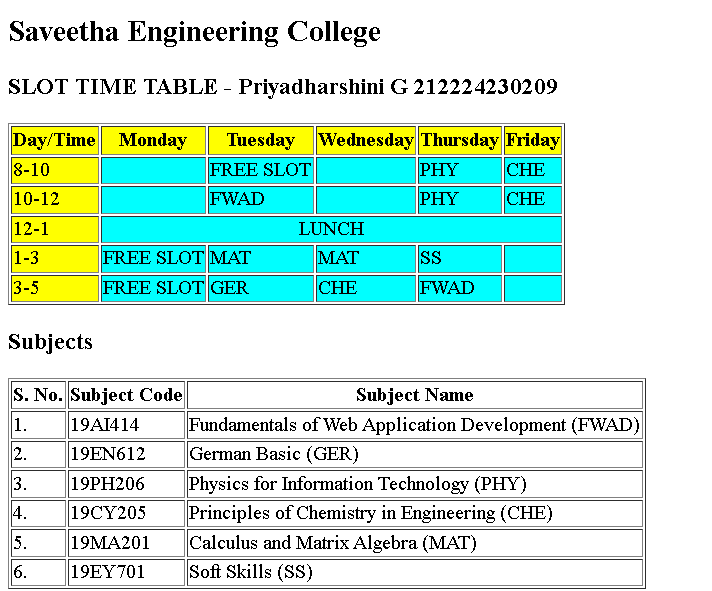 Saveetha Engineering College
SLOT TIME TABLE - Priyadharshini G 212224230209
Day/Time Monday Tuesday Wednesday Thursday Friday
8-10 FREE SLOT PHY CHE
10-12 FWAD PHY CHE
12-1 LUNCH
1-3 FREE SLOT MAT MAT SS
3-5 FREE SLOT GER CHE FWAD
Subjects
S. No. Subject Code Subject Name
1. 19AI414 Fundamentals of Web Application Development (FWAD)
2. 19EN612 German Basic (GER)
3. 19PH206 Physics for Information Technology (PHY)
4. 19CY205 Principles of Chemistry in Engineering (CHE)
5. 19MA201 Calculus and Matrix Algebra (MAT)
6. 19EY701 Soft Skills (SS)